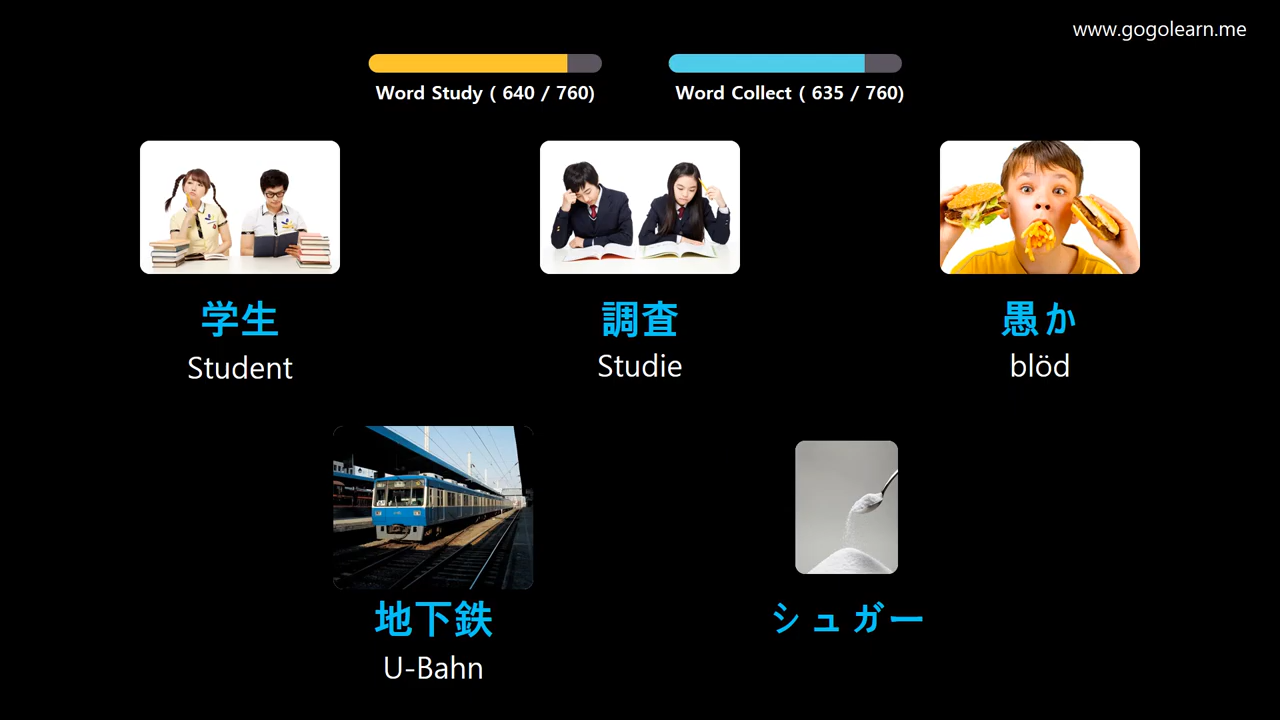 www.gogolearn.me
Word Study ( 640 / 760)
Word Collect ( 635 / 760)
学生
Student
調査
Studie
愚か
blöd
地下鉄
U-Bahn
シュガー